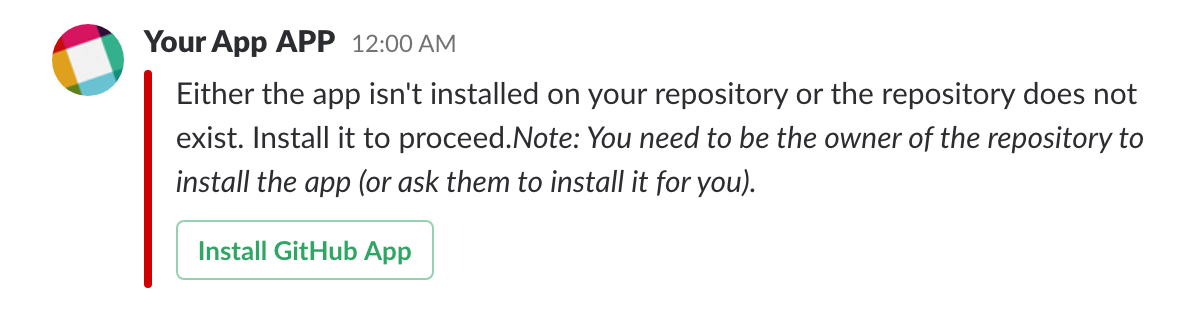 Your App APP 12:00 AM
Either the app isn't installed on your repository or the repository does not
exist. Install it to proceed.Note: You need to be the owner of the repository to
install the app (or ask them to install it for you).
Install GitHub App